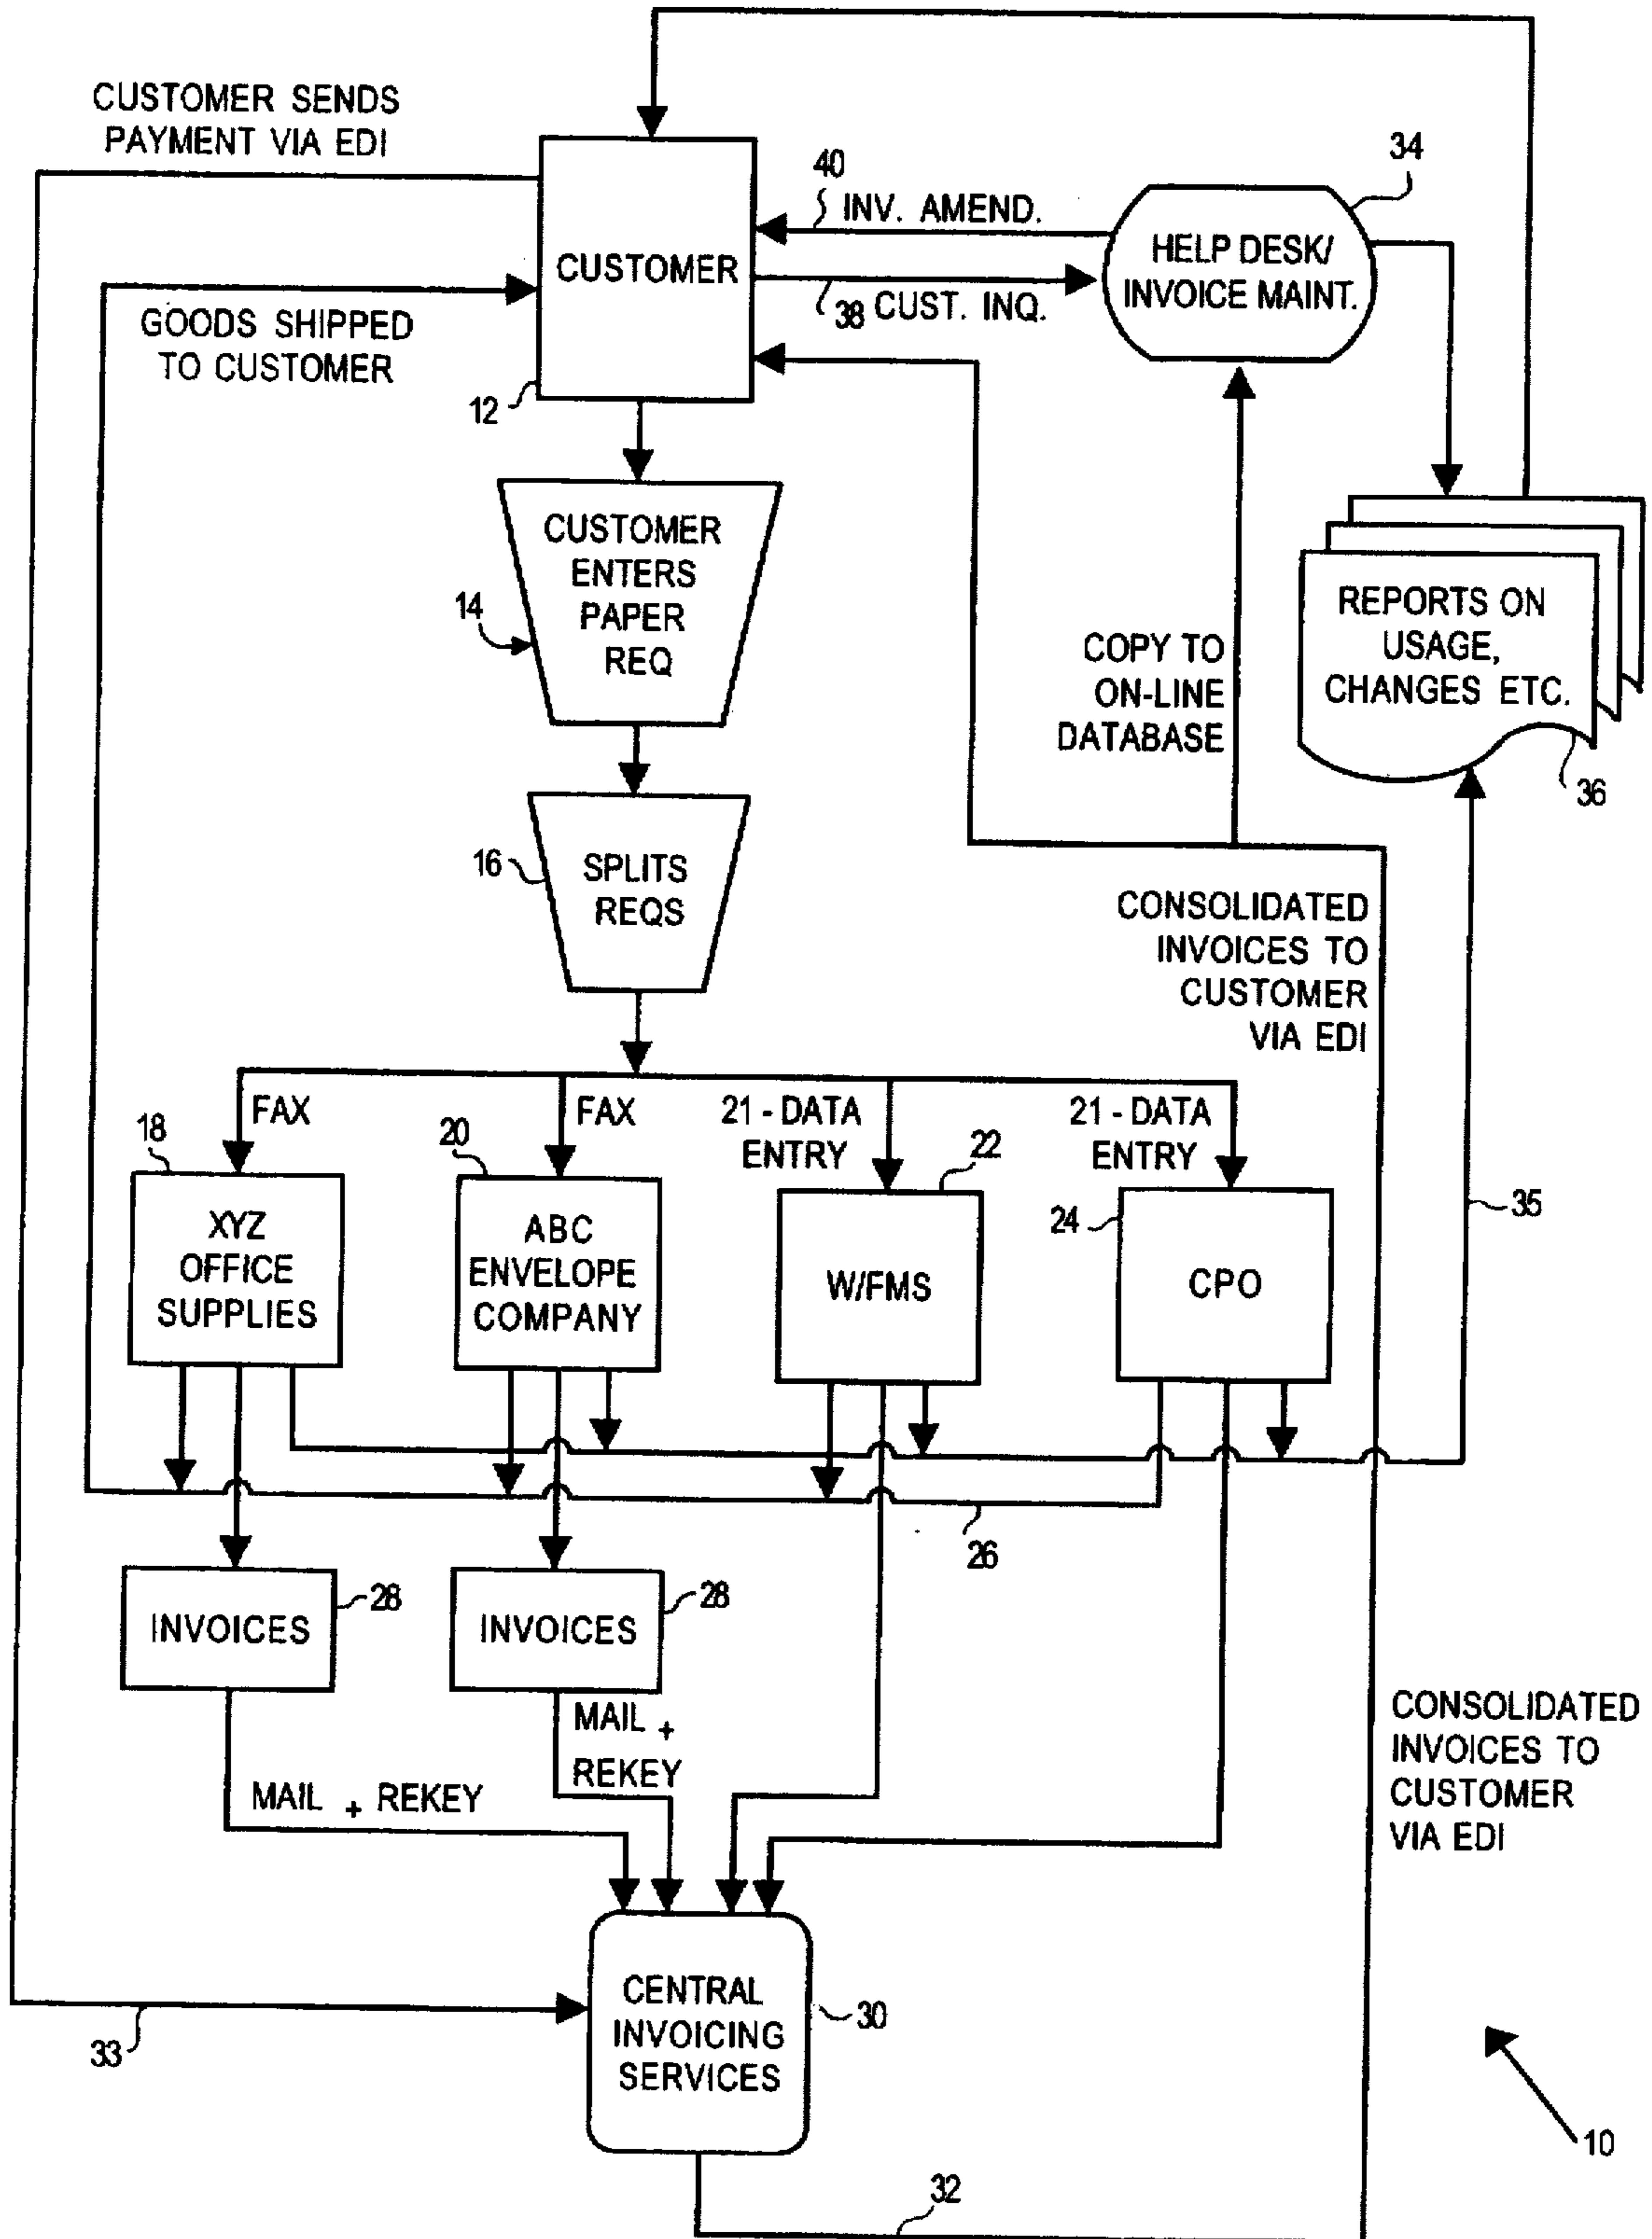 CUSTOMER SENDS
PAYMENT VIA EDI
34
40
INV. AMEND.
HELP DESK/
INVOICE MAINT.
CUSTOMER
38 CUST. INQ.
GOODS SHIPPED
TO CUSTOMER
12
CUSTOMER
ENTERS
PAPER
REQ
14
REPORTS ON
USAGE,
CHANGES ETC.
COPY TO
ON-LINE
DATABASE
36
16
SPLITS
REQS
CONSOLIDATED
INVOICES TO
CUSTOMER
VIA EDI
FAX
FAX
21 - DATA
ENTRY
21 - DATA
ENTRY
18
20
22
24
35
XYZ
OFFICE
SUPPLIES
ABC
ENVELOPE
COMPANY
W/FMS
CPO
26
INVOICES
28
INVOICES
28
MAIL +
REKEY
MAIL + REKEY
CONSOLIDATED
INVOICES TO
CUSTOMER
VIA EDI
CENTRAL
INVOICING
SERVICES
30
33
10
32